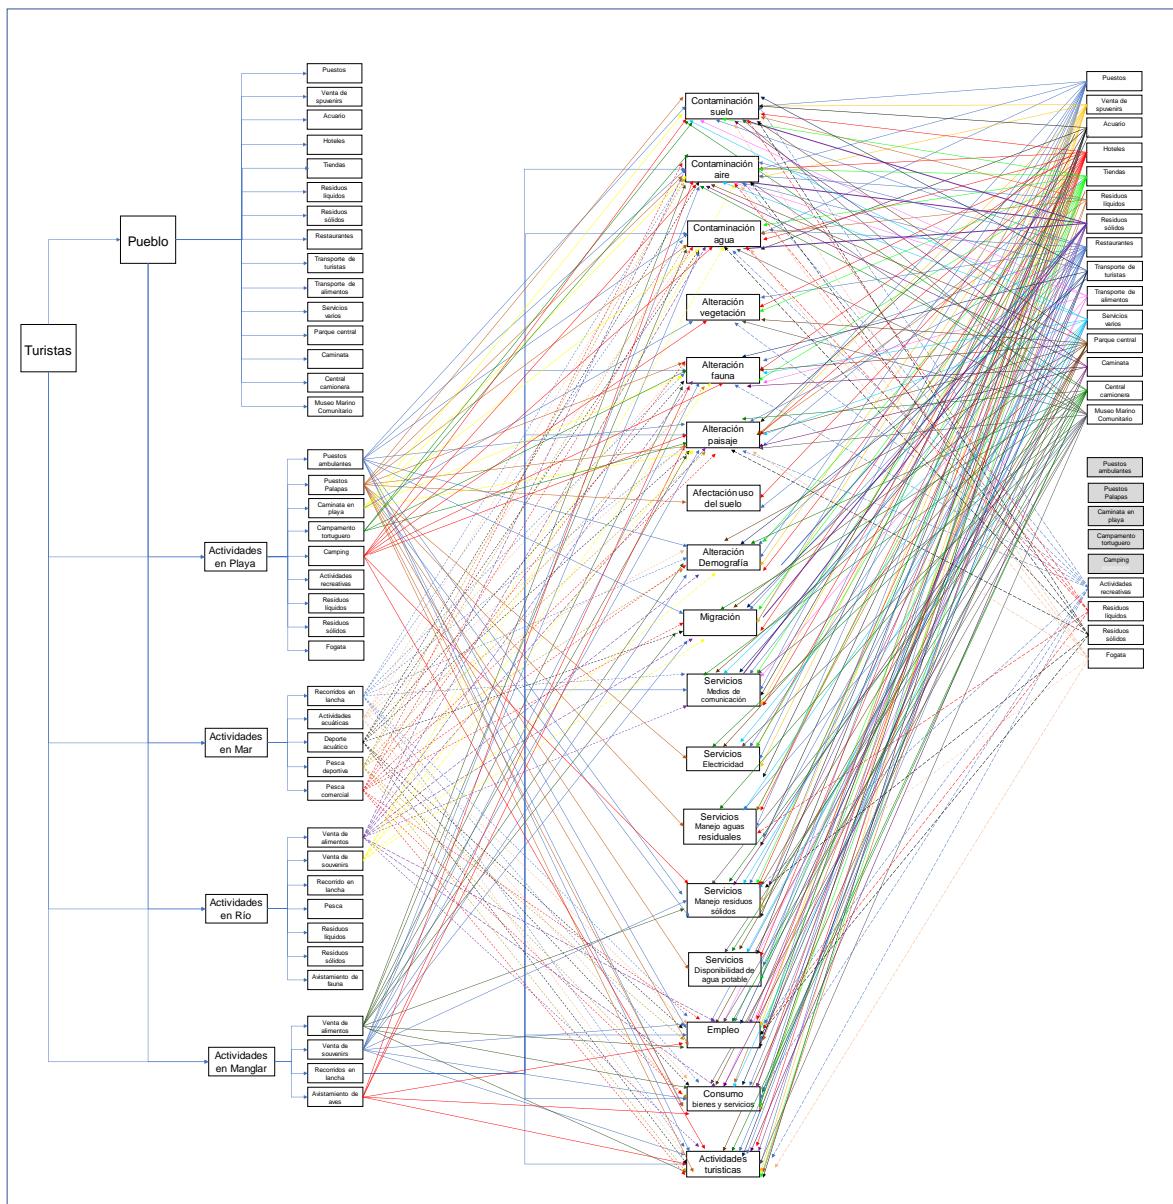 Turistas
Pueblo
Puestos
Venta de
spuvenirs
Acuario
Hoteles
Tiendas
Residuos
líquidos
Residuos
sólidos
Restaurantes
Transporte de
turistas
Transporte de
alimentos
Servicios
varios
Parque central
Caminata
Central
camionera
Museo Marino
Comunitario
Actividades
en Playa
Puestos
ambulantes
Puestos
Palapas
Caminata en
playa
Campamento
tortuguero
Camping
Actividades
recreativas
Residuos
líquidos
Residuos
sólidos
Fogata
Actividades
en Mar
Recorridos en
lancha
Actividades
acuáticas
Deporte
acuático
Pesca
deportiva
Pesca
comercial
Actividades
en Río
Venta de
alimentos
Venta de
souvenirs
Recorrido en
lancha
Pesca
Residuos
líquidos
Residuos
sólidos
Avistamiento de
fauna
Actividades
en Manglar
Venta de
alimentos
Venta de
souvenirs
Recorridos en
lancha
Avistamiento de
aves
Contaminación
suelo
Contaminación
aire
Contaminación
agua
Alteración
vegetación
Alteración
fauna
Alteración
paisaje
Afectación uso
del suelo
Alteración
Demografía
Migración
Servicios
Medios de
comunicación
Servicios
Electricidad
Servicios
Manejo aguas
residuales
Servicios
Manejo residuos
sólidos
Servicios
Disponibilidad de
agua potable
Empleo
Consumo
bienes y servicios
Actividades
turisticas
Puestos
Venta de
spuvenirs
Acuario
Hoteles
Tiendas
Residuos
líquidos
Residuos
sólidos
Restaurantes
Transporte de
turistas
Transporte de
alimentos
Servicios
varios
Parque central
Caminata
Central
camionera
Museo Marino
Comunitario
Puestos
ambulantes
Puestos
Palapas
Caminata en
playa
Campamento
tortuguero
Camping
Actividades
recreativas
Residuos
líquidos
Residuos
sólidos
Fogata